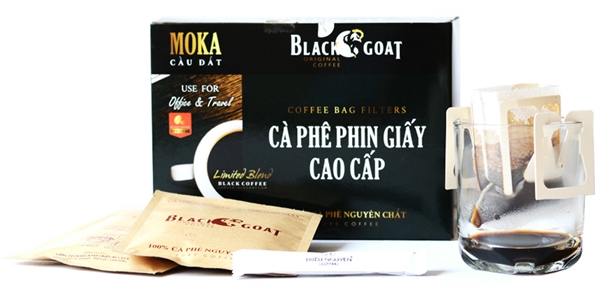 MOKA
CẦU ĐẤT
USE FOR
Office & Travel
Limited Blend
BLACK COFFEE
BLACK GOAT
ORIGINAL
COFFEE
COFFEE BAG FILTERS
CÀ PHÊ PHIN GIẤY
CAO CẤP
PHÊ NGUYÊN CHẤT
BLACK GOAT
100% CÀ PHÊ NGUYÊN